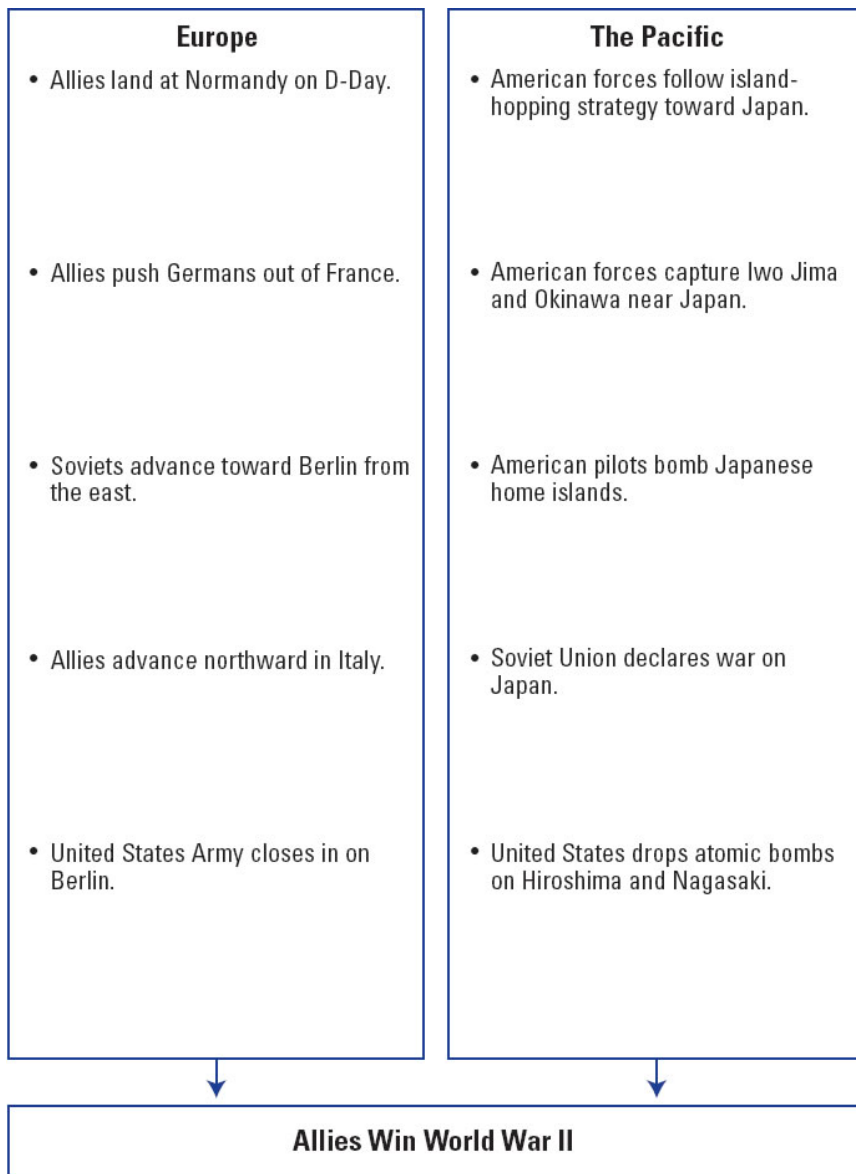 Europe
• Allies land at Normandy on D-Day.
• Allies push Germans out of France.
• Soviets advance toward Berlin from
the east.
• Allies advance northward in Italy.
• United States Army closes in on
Berlin.
The Pacific
• American forces follow island-
hopping strategy toward Japan.
• American forces capture Iwo Jima
and Okinawa near Japan.
• American pilots bomb Japanese
home islands.
• Soviet Union declares war on
Japan.
• United States drops atomic bombs
on Hiroshima and Nagasaki.
Allies Win World War II